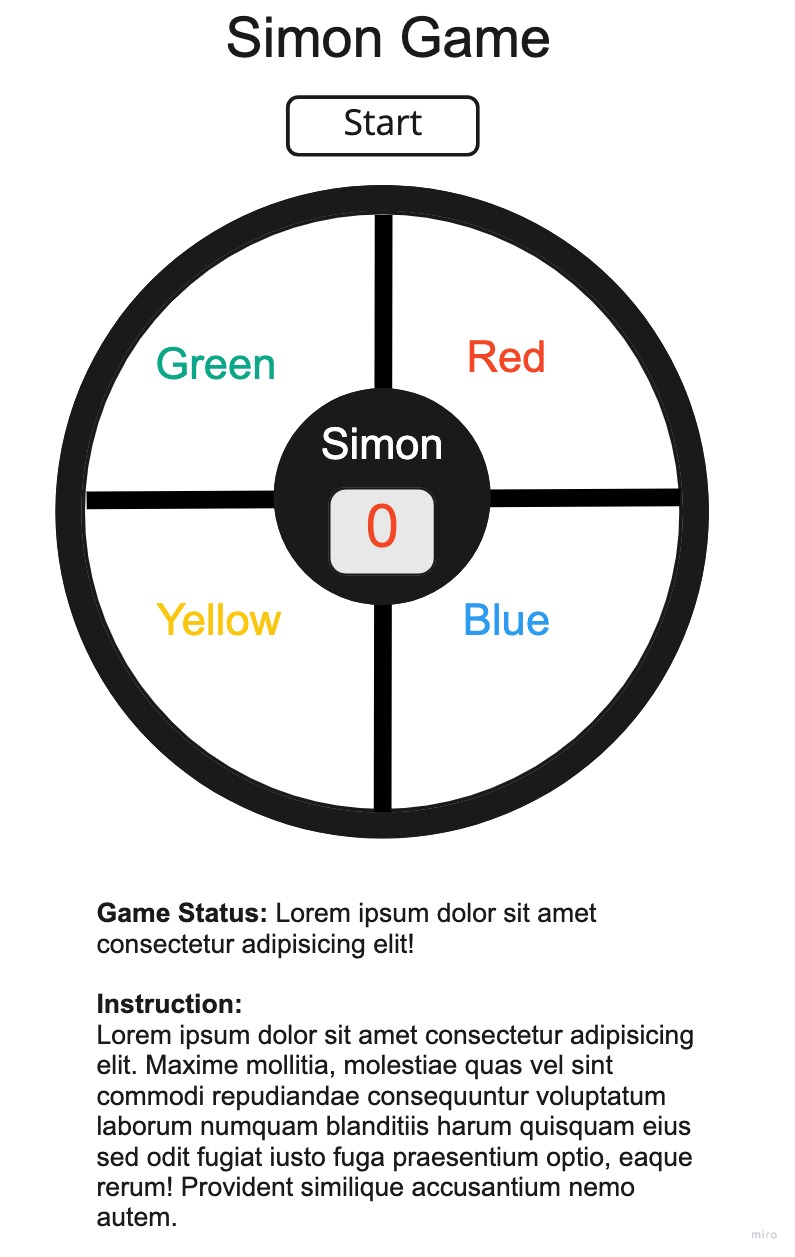 Simon Game
Start
Green
Red
Simon
0
Yellow
Blue
Game Status: Lorem ipsum dolor sit amet
consectetur adipisicing elit!
Instruction:
Lorem ipsum dolor sit amet consectetur adipisicing
elit. Maxime mollitia, molestiae quas vel sint
commodi repudiandae consequuntur voluptatum
laborum numquam blanditiis harum quisquam eius
sed odit fugiat iusto fuga praesentium optio, eaque
rerum! Provident similique accusantium nemo
autem.
miro